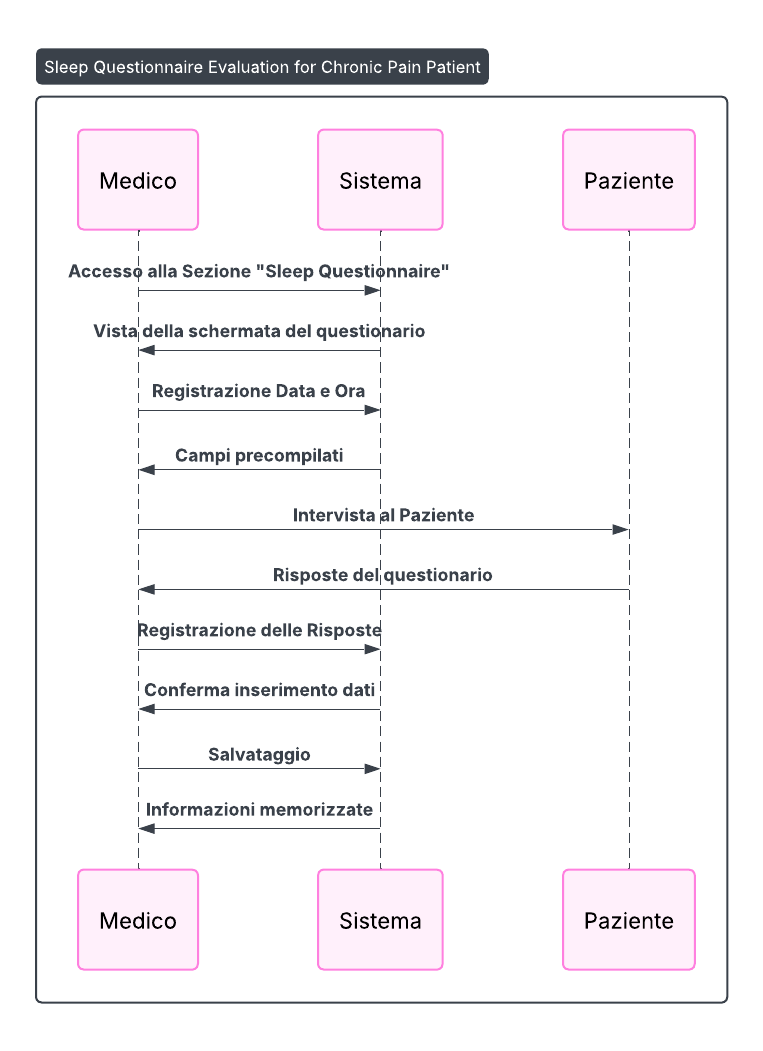 Sleep Questionnaire Evaluation for Chronic Pain Patient
Medico
Sistema
Paziente
Accesso alla Sezione "Sleep Questionnaire"
Vista della schermata del questionario
Registrazione Data e Ora
Campi precompilati
Intervista al Paziente
Risposte del questionario
Registrazione delle Risposte
Conferma inserimento dati
Salvataggio
Informazioni memorizzate
Medico
Sistema
Paziente